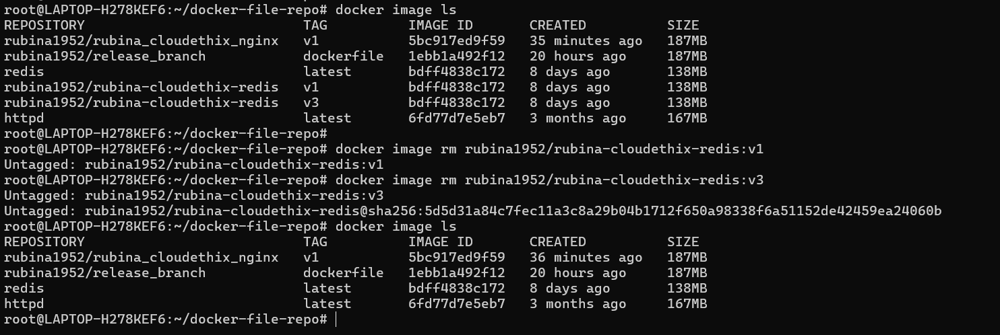 root@LAPTOP-H278KEF6:~/docker-file-repo# docker image ls
REPOSITORY                          TAG          IMAGE ID       CREATED          SIZE
rubina1952/rubina_cloudethix_nginx   v1           5bc917ed9f59   35 minutes ago   187MB
rubina1952/release_branch            dockerfile   1ebb1a492f12   20 hours ago     187MB
redis                                latest       bdff4838c172   8 days ago       138MB
rubina1952/rubina-cloudethix-redis   v1           bdff4838c172   8 days ago       138MB
rubina1952/rubina-cloudethix-redis   v3           bdff4838c172   8 days ago       138MB
httpd                                latest       6fd77d7e5eb7   3 months ago     167MB
root@LAPTOP-H278KEF6:~/docker-file-repo#
root@LAPTOP-H278KEF6:~/docker-file-repo# docker image rm rubina1952/rubina-cloudethix-redis:v1
Untagged: rubina1952/rubina-cloudethix-redis:v1
root@LAPTOP-H278KEF6:~/docker-file-repo# docker image rm rubina1952/rubina-cloudethix-redis:v3
Untagged: rubina1952/rubina-cloudethix-redis:v3
Untagged: rubina1952/rubina-cloudethix-redis@sha256:5d5d31a84c7fec11a3c8a29b04b1712f650a98338f6a51152de42459ea24060b
root@LAPTOP-H278KEF6:~/docker-file-repo# docker image ls
REPOSITORY                           TAG          IMAGE ID       CREATED          SIZE
rubina1952/rubina_cloudethix_nginx   v1           5bc917ed9f59   36 minutes ago   187MB
rubina1952/release_branch            dockerfile   1ebb1a492f12   20 hours ago     187MB
redis                                latest       bdff4838c172   8 days ago       138MB
httpd                                latest       6fd77d7e5eb7   3 months ago     167MB
root@LAPTOP-H278KEF6:~/docker-file-repo#